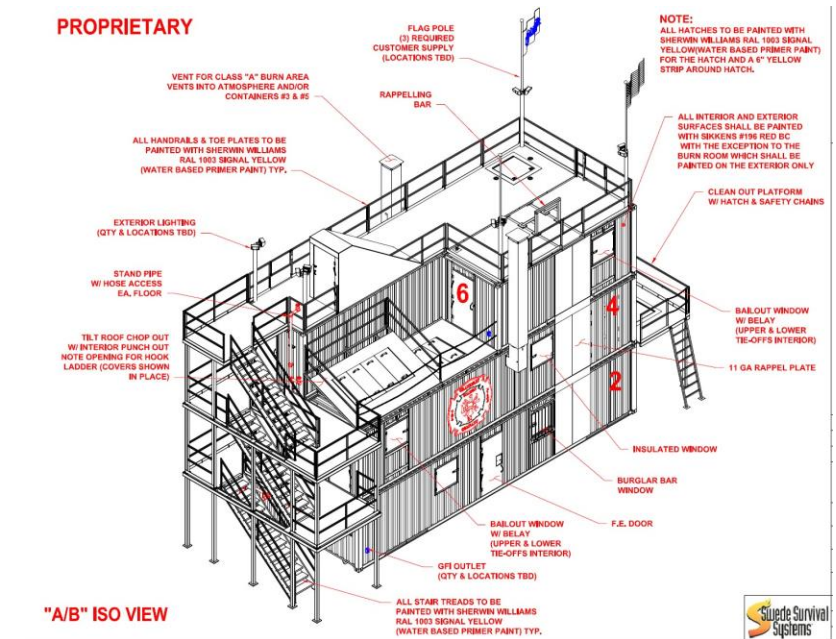 PROPRIETARY
FLAG POLE
(3) REQUIRED
CUSTOMER SUPPLY
(LOCATIONS TBD)
NOTE:
ALL HATCHES TO BE PAINTED WITH
SHERWIN WILLIAMS RAL 1003 SIGNAL
YELLOW(WATER BASED PRIMER PAINT)
FOR THE HATCH AND A 6" YELLOW
STRIP AROUND HATCH.
VENT FOR CLASS "A" BURN AREA
VENTS INTO ATMOSPHERE AND/OR
CONTAINERS #3 & #5
RAPPELLING
BAR
ALL INTERIOR AND EXTERIOR
SURFACES SHALL BE PAINTED
WITH SIKKENS #196 RED BC
WITH THE EXCEPTION TO THE
BURN ROOM WHICH SHALL BE
PAINTED ON THE EXTERIOR ONLY
ALL HANDRAILS & TOE PLATES TO BE
PAINTED WITH SHERWIN WILLIAMS
RAL 1003 SIGNAL YELLOW
(WATER BASED PRIMER PAINT) TYP.
CLEAN OUT PLATFORM
W/ HATCH & SAFETY CHAINS
EXTERIOR LIGHTING
(QTY & LOCATIONS TBD)
STAND PIPE
W/ HOSE ACCESS
EA. FLOOR
6
4
2
BAILOUT WINDOW
W/ BELAY
(UPPER & LOWER
TIE-OFFS INTERIOR)
TILT ROOF CHOP OUT
W/ INTERIOR PUNCH OUT
NOTE OPENING FOR HOOK
LADDER (COVERS SHOWN
IN PLACE)
11 GA RAPPEL PLATE
INSULATED WINDOW
BURGLAR BAR
WINDOW
F.E. DOOR
BAILOUT WINDOW
W/ BELAY
(UPPER & LOWER
TIE-OFFS INTERIOR)
GFI OUTLET
(QTY & LOCATIONS TBD)
ALL STAIR TREADS TO BE
PAINTED WITH SHERWIN WILLIAMS
RAL 1003 SIGNAL YELLOW
(WATER BASED PRIMER PAINT) TYP.
"A/B" ISO VIEW
Swede Survival
Systems